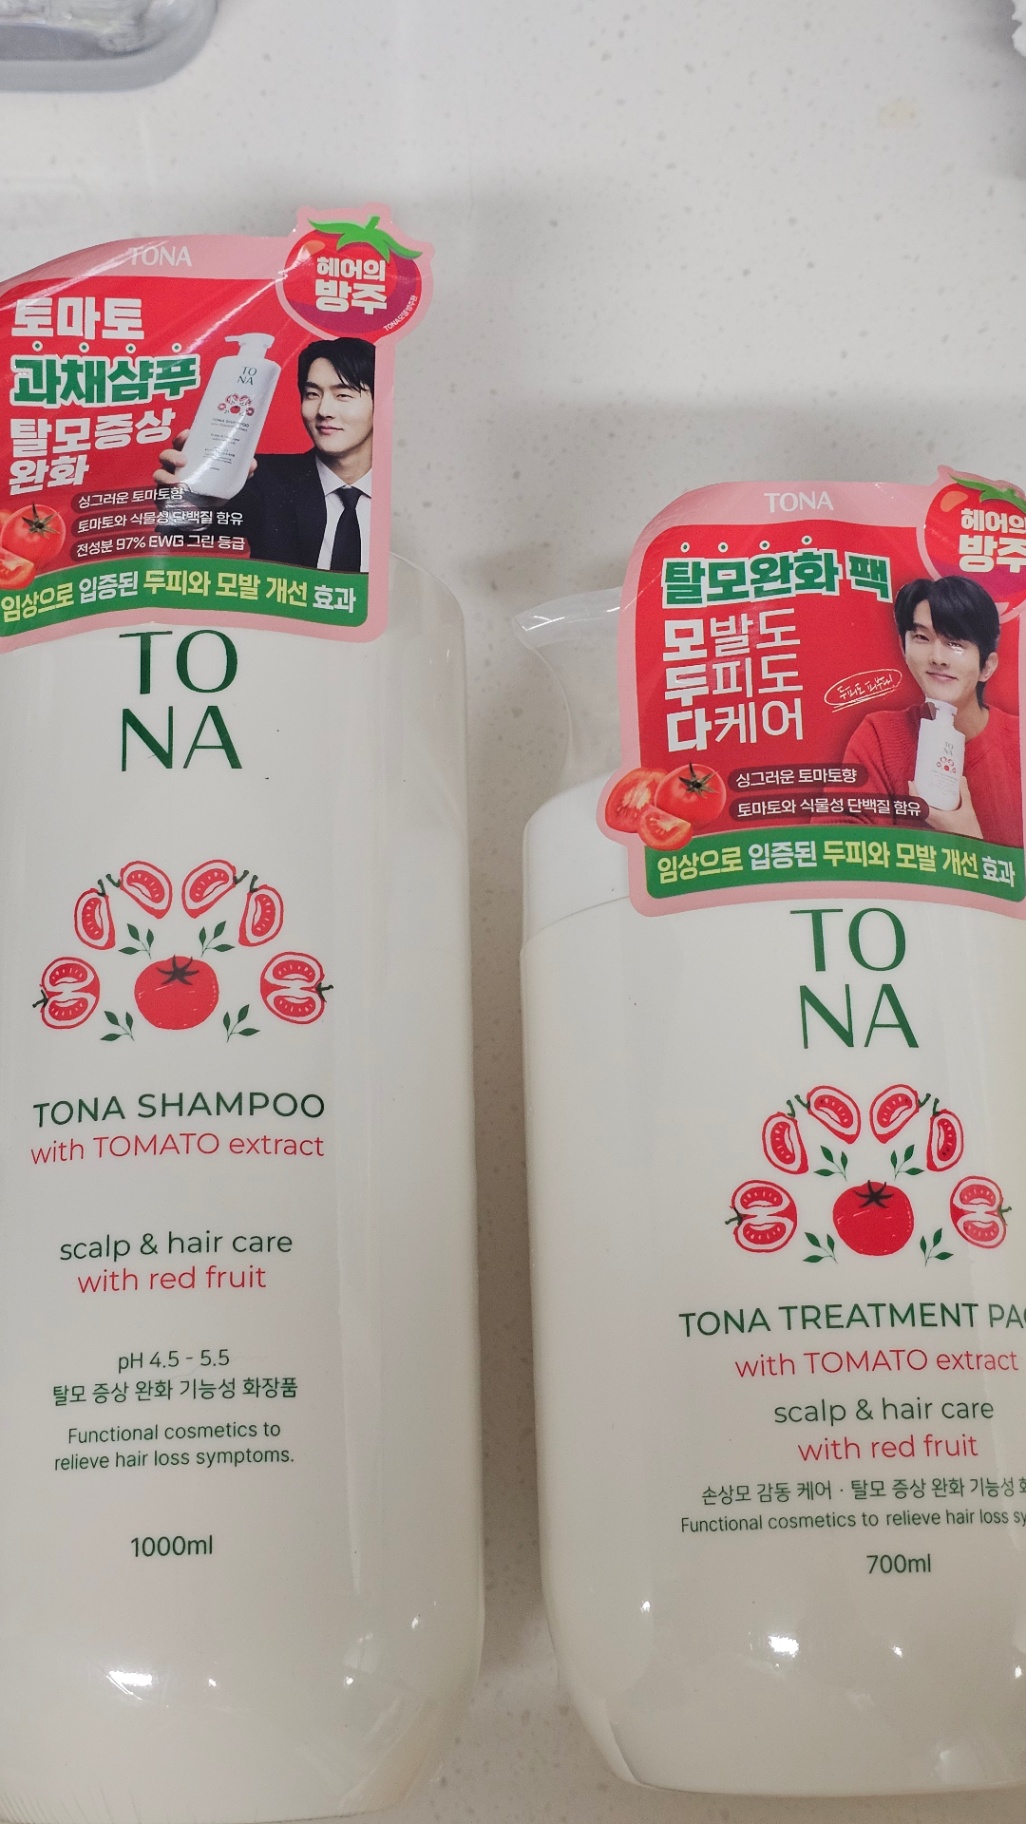 TONA
헤어의
방주
토마토
과채샴푸
탈모증상
완화
TO
NA
싱그러운 토마토향
토마토와 식물성 단백질 함유
전성분 97% EWG 그린 등급
임상으로 입증된 두피와 모발 개선 효과
TO
NA
TONA SHAMPOO
with TOMATO extract
scalp & hair care
with red fruit
pH 4.5 - 5.5
탈모 증상 완화 기능성 화장품
Functional cosmetics to
relieve hair loss symptoms.
1000ml
TONA
헤어의
방주
탈모완화 팩
모발도
두피도
다케어
TO
NA
싱그러운 토마토향
토마토와 식물성 단백질 함유
임상으로 입증된 두피와 모발 개선 효과
TO
NA
TONA TREATMENT PA
with TOMATO extract
scalp & hair care
with red fruit
손상모 감동 케어 · 탈모 증상 완화 기능성
Functional cosmetics to relieve hair loss sy
700ml